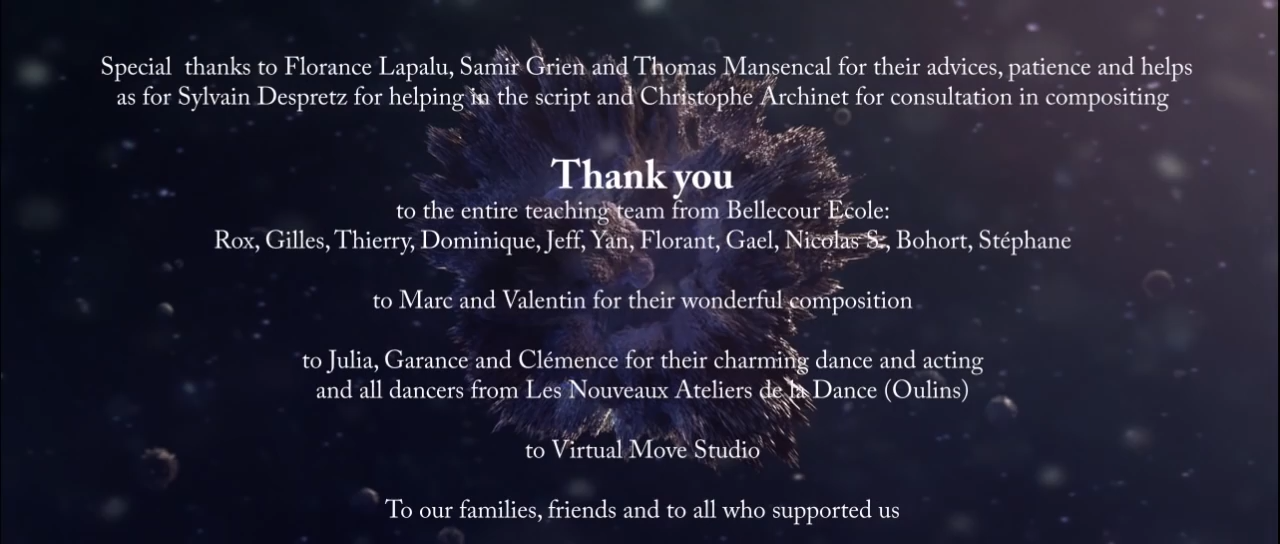 Special  thanks to Florance Lapalu, Samir Grien and Thomas Mansencal for their advices, patience and helps
as for Sylvain Despretz for helping in the script and Christophe Archinet for consultation in compositing
Thank you
to the entire teaching team from Bellecour Ecole:
Rox, Gilles, Thierry, Dominique, Jeff, Yan, Florant, Gael, Nicolas S., Bohort, Stéphane
to Marc and Valentin for their wonderful composition
to Julia, Garance and Clémence for their charming dance and acting
and all dancers from Les Nouveaux Ateliers de la Dance (Oulins)
to Virtual Move Studio
To our families, friends and to all who supported us